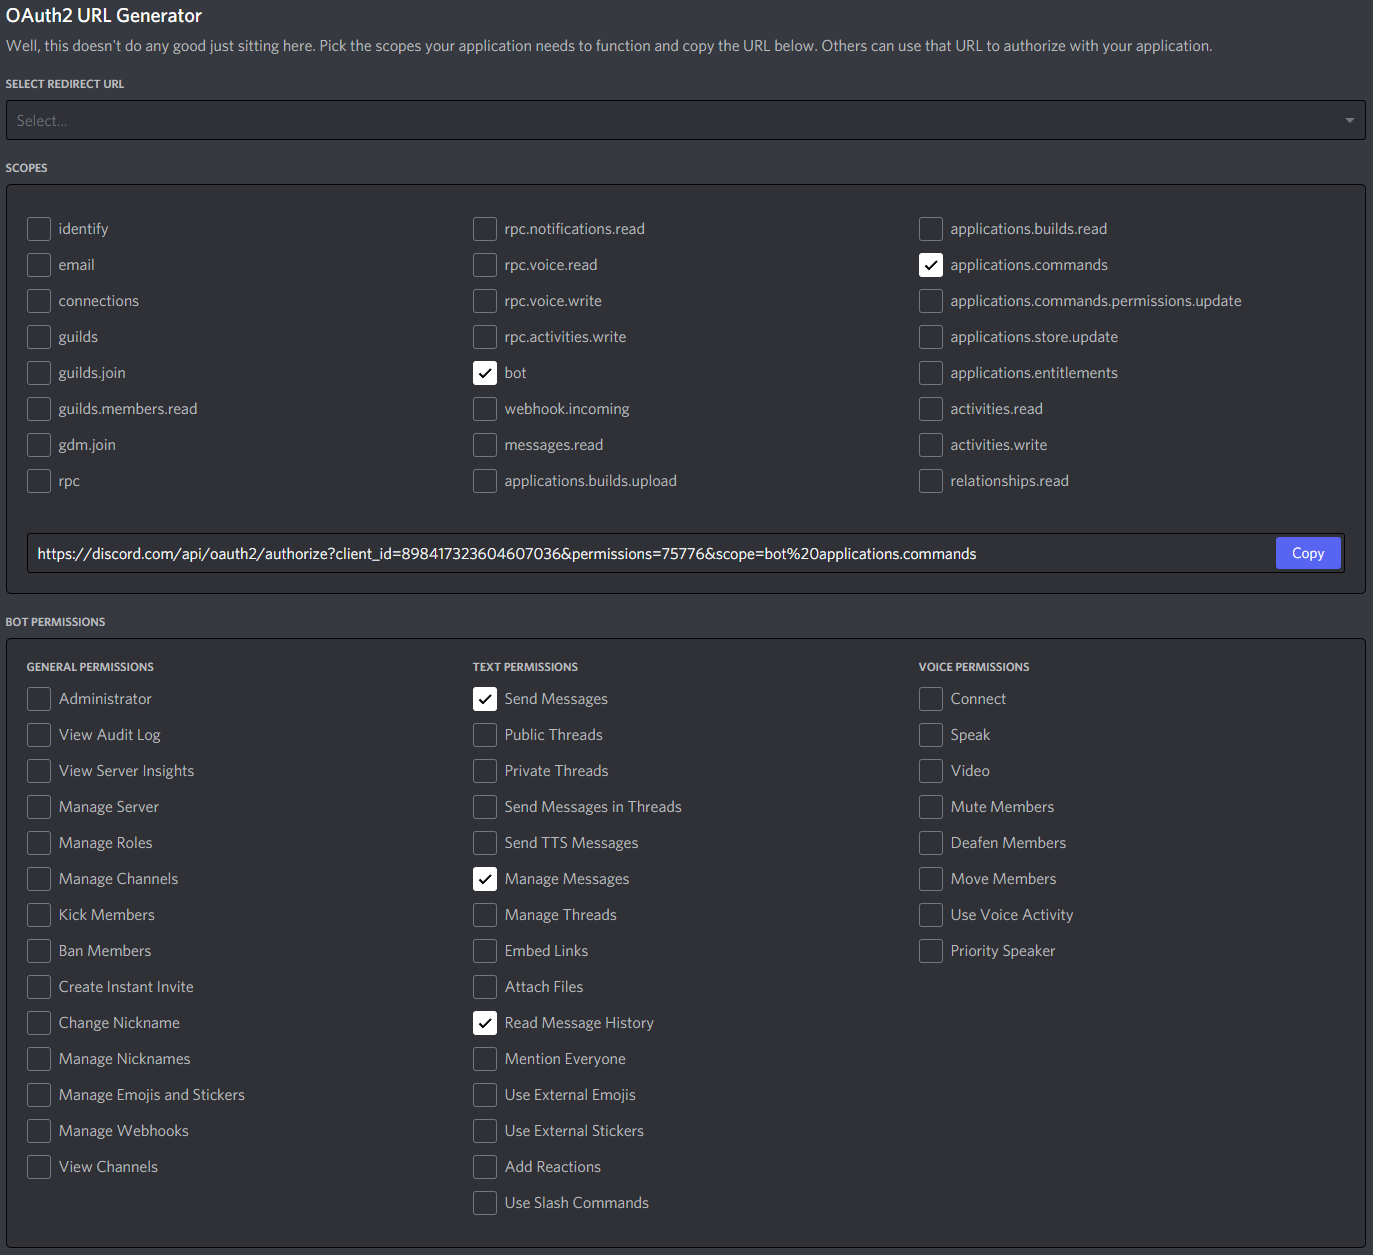 OAuth2 URL Generator
Well, this doesn't do any good just sitting here. Pick the scopes your application needs to function and copy the URL below. Others can use that URL to authorize with your application.
SELECT REDIRECT URL
Select...
SCOPES
identify
email
connections
guilds
guilds.join
guilds.members.read
gdm.join
rpc
rpc.notifications.read
rpc.voice.read
rpc.voice.write
rpc.activities.write
bot
webhook.incoming
messages.read
applications.builds.upload
applications.builds.read
applications.commands
applications.commands.permissions.update
applications.store.update
applications.entitlements
activities.read
activities.write
relationships.read
https://discord.com/api/oauth2/authorize?client_id=898417323604607036&permissions=75776&scope=bot%20applications.commands
Copy
BOT PERMISSIONS
GENERAL PERMISSIONS
Administrator
View Audit Log
View Server Insights
Manage Server
Manage Roles
Manage Channels
Kick Members
Ban Members
Create Instant Invite
Change Nickname
Manage Nicknames
Manage Emojis and Stickers
Manage Webhooks
View Channels
TEXT PERMISSIONS
Send Messages
Public Threads
Private Threads
Send Messages in Threads
Send TTS Messages
Manage Messages
Manage Threads
Embed Links
Attach Files
Read Message History
Mention Everyone
Use External Emojis
Use External Stickers
Add Reactions
Use Slash Commands
VOICE PERMISSIONS
Connect
Speak
Video
Mute Members
Deafen Members
Move Members
Use Voice Activity
Priority Speaker